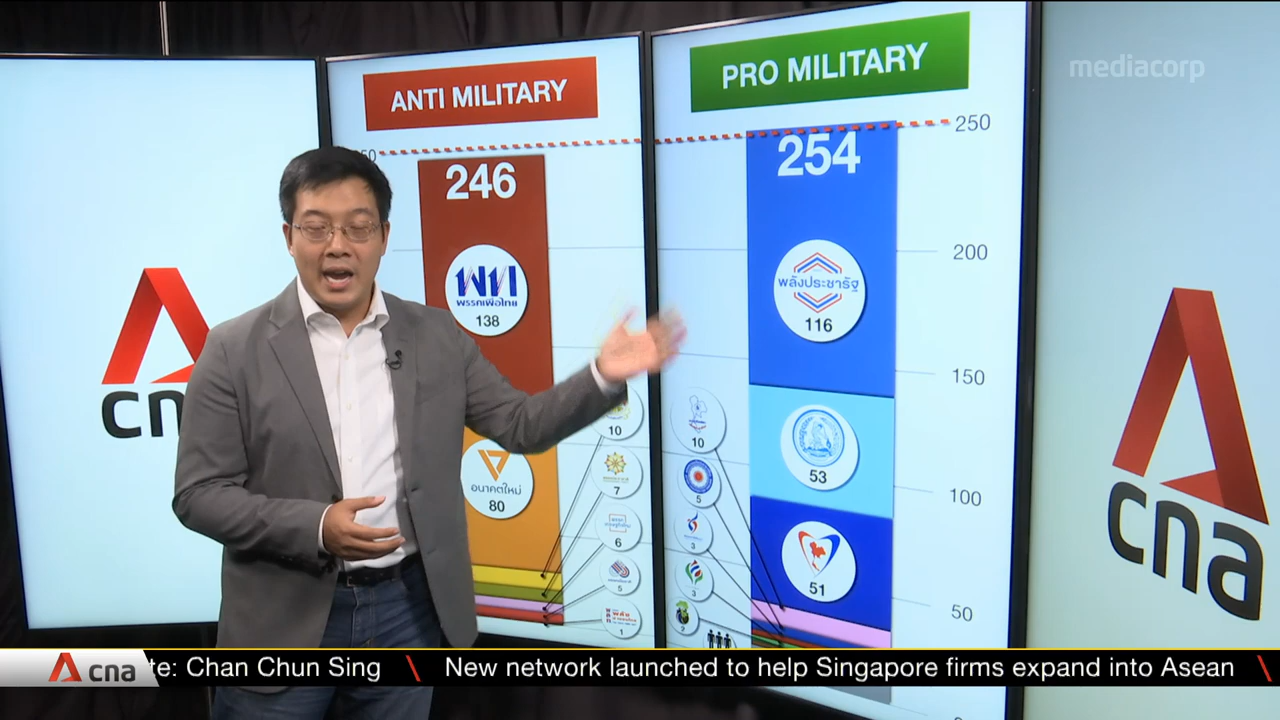 mediacorp
ANTI MILITARY
PRO MILITARY
250
254
246
200
พท
พรรคเพื่อไทย
138
พลังประชารัฐ
116
150
10
10
53
7
5
100
อนาคตใหม่
80
6
3
51
5
3
50
1
2
cna
cna
cna
te: Chan Chun Sing \ New network launched to help Singapore firms expand into Asean \